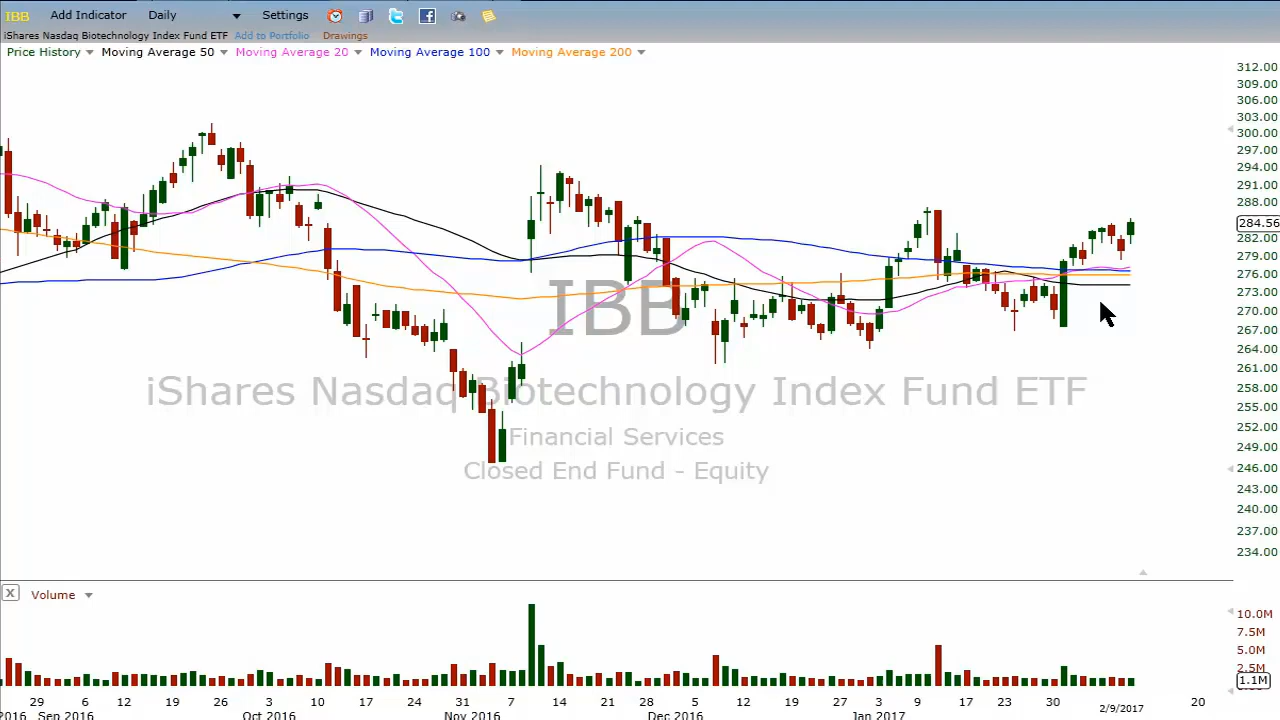 IBB Add Indicator Daily Settings
iShares Nasdaq Biotechnology Index Fund ETF Add to Portfolio Drawings
Price History Moving Average 50 Moving Average 20 Moving Average 100 Moving Average 200
312.00
309.00
306.00
303.00
300.00
297.00
294.00
291.00
288.00
284.56
282.00
279.00
276.00
273.00
270.00
267.00
264.00
261.00
258.00
255.00
252.00
249.00
246.00
243.00
240.00
237.00
234.00
IBB
iShares Nasdaq Biotechnology Index Fund ETF
Financial Services
Closed End Fund - Equity
X Volume
10.0M
7.5M
5.0M
2.5M
1.1M
29 6 12 19 26 3 10 17 24 31 7 14 21 28 5 12 19 27 3 9 17 23 30 20
2016 Sep 2016 Oct 2016 Nov 2016 Dec 2016 Jan 2017 2/9/2017